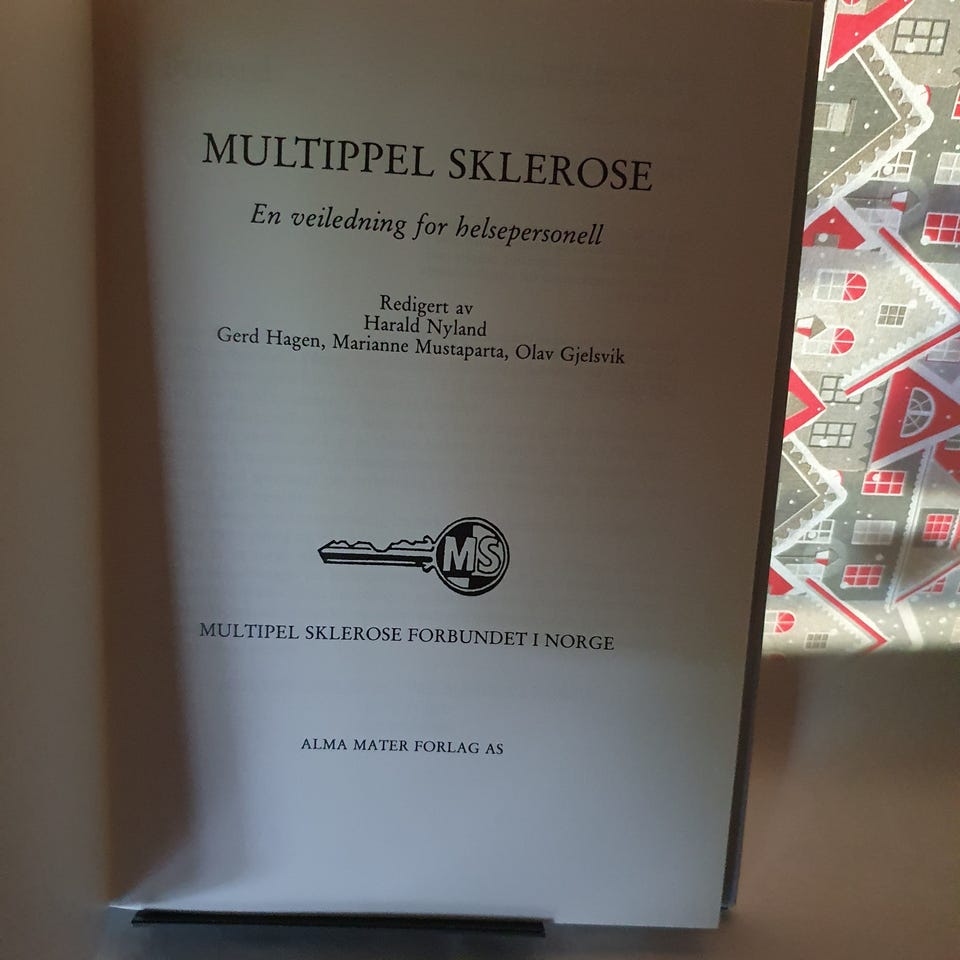 MULTIPPEL SKLEROSE
En veiledning for helsepersonell
Redigert av
Harald Nyland
Gerd Hagen, Marianne Mustaparta, Olav Gjelsvik
MS
MULTIPEL SKLEROSE FORBUNDET I NORGE
ALMA MATER FORLAG AS